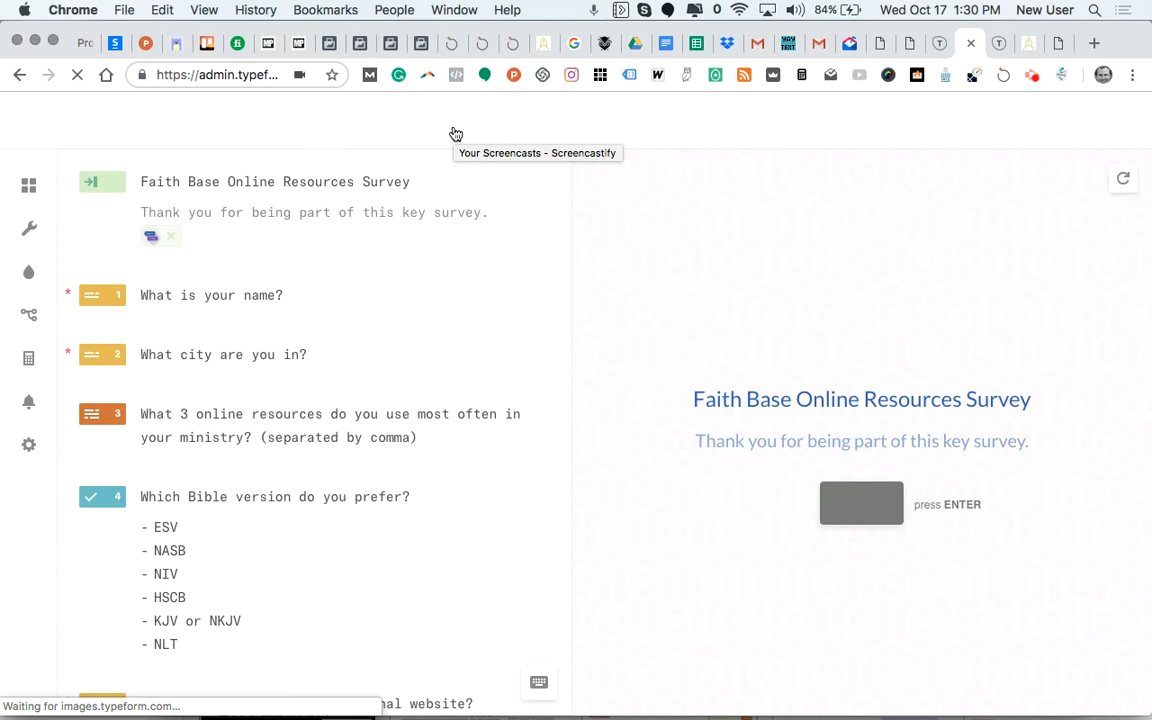 Chrome File Edit View History Bookmarks People Window Help 0 84% Wed Oct 17 1:30 PM New User
https://admin.typef...
Your Screencasts - Screencastify
Faith Base Online Resources Survey
Thank you for being part of this key survey.
* 1 What is your name?
* 2 What city are you in?
3 What 3 online resources do you use most often in
your ministry? (separated by comma)
4 Which Bible version do you prefer?
- ESV
- NASB
- NIV
- HSCB
- KJV or NKJV
- NLT
nal website?
Waiting for images.typeform.com...
Faith Base Online Resources Survey
Thank you for being part of this key survey.
press ENTER